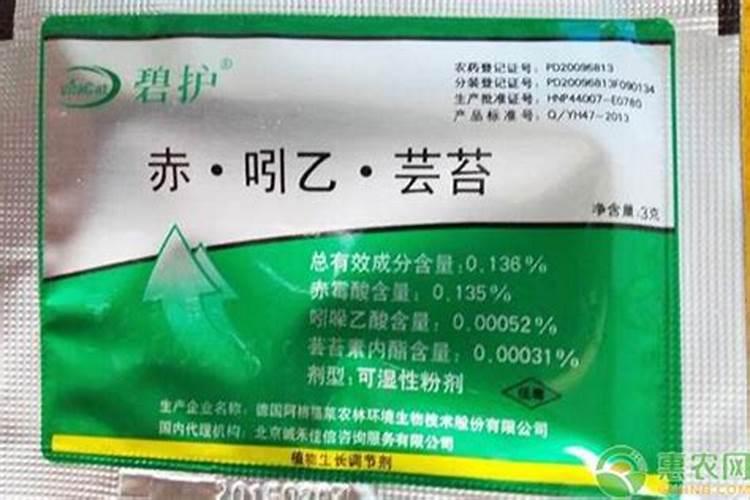 碧护®
农药登记证号：PD20096813
分装登记证号：PD20096813F090134
生产批准证号：HNP44007-E0780
产品标准号：Q/YH47-2013
赤·吲乙·芸苔
净含量：3克
总有效成分含量：0.136%
赤霉酸含量：0.135%
吲哚乙酸含量：0.00052%
芸苔素内酯含量：0.00031%
剂型：可湿性粉剂
低毒
生产企业名称：德国阿格福莱农林环境生物技术股份有限公司
国内代理机构：北京诚禾佳信咨询服务有限公司
植物生长调节剂
惠农网